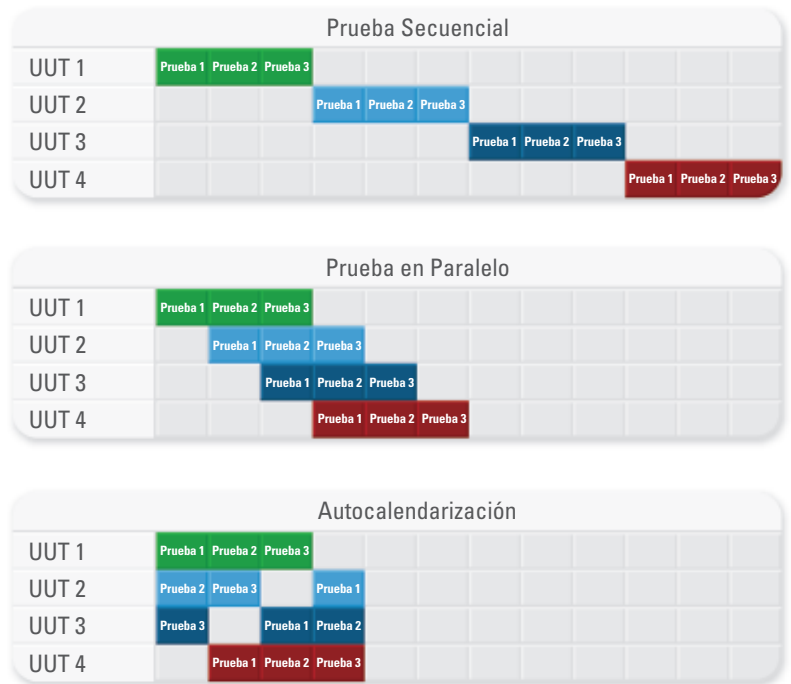 Prueba Secuencial
UUT 1 Prueba 1 Prueba 2 Prueba 3
UUT 2 Prueba 1 Prueba 2 Prueba 3
UUT 3 Prueba 1 Prueba 2 Prueba 3
UUT 4 Prueba 1 Prueba 2 Prueba 3
Prueba en Paralelo
UUT 1 Prueba 1 Prueba 2 Prueba 3
UUT 2 Prueba 1 Prueba 2 Prueba 3
UUT 3 Prueba 1 Prueba 2 Prueba 3
UUT 4 Prueba 1 Prueba 2 Prueba 3
Autocalendarización
UUT 1 Prueba 1 Prueba 2 Prueba 3
UUT 2 Prueba 2 Prueba 3 Prueba 1
UUT 3 Prueba 3 Prueba 1 Prueba 2
UUT 4 Prueba 1 Prueba 2 Prueba 3